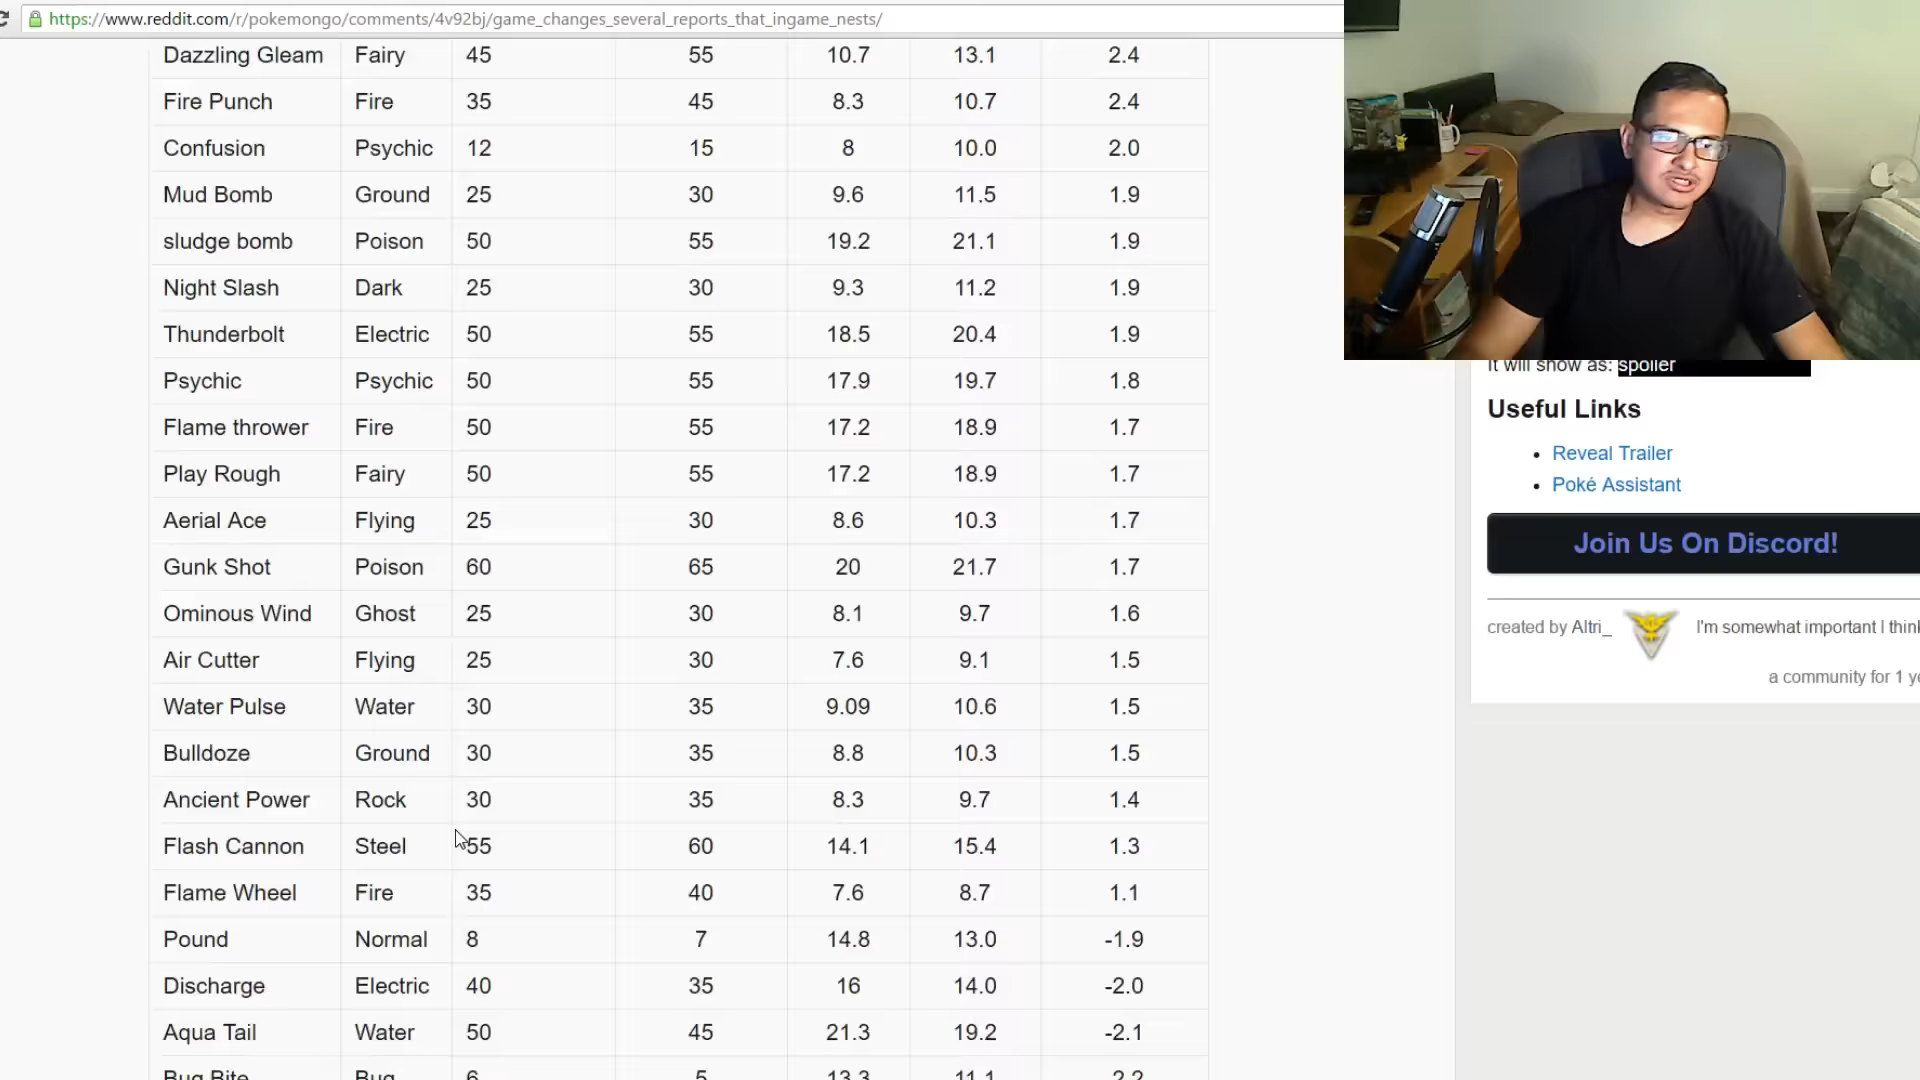 https://www.reddit.com/r/pokemongo/comments/4v92bj/game_changes_several_reports_that_ingame_nests/
Dazzling Gleam Fairy 45 55 10.7 13.1 2.4
Fire Punch Fire 35 45 8.3 10.7 2.4
Confusion Psychic 12 15 8 10.0 2.0
Mud Bomb Ground 25 30 9.6 11.5 1.9
sludge bomb Poison 50 55 19.2 21.1 1.9
Night Slash Dark 25 30 9.3 11.2 1.9
Thunderbolt Electric 50 55 18.5 20.4 1.9
Psychic Psychic 50 55 17.9 19.7 1.8
Flame thrower Fire 50 55 17.2 18.9 1.7
Play Rough Fairy 50 55 17.2 18.9 1.7
Aerial Ace Flying 25 30 8.6 10.3 1.7
Gunk Shot Poison 60 65 20 21.7 1.7
Ominous Wind Ghost 25 30 8.1 9.7 1.6
Air Cutter Flying 25 30 7.6 9.1 1.5
Water Pulse Water 30 35 9.09 10.6 1.5
Bulldoze Ground 30 35 8.8 10.3 1.5
Ancient Power Rock 30 35 8.3 9.7 1.4
Flash Cannon Steel 55 60 14.1 15.4 1.3
Flame Wheel Fire 35 40 7.6 8.7 1.1
Pound Normal 8 7 14.8 13.0 -1.9
Discharge Electric 40 35 16 14.0 -2.0
Aqua Tail Water 50 45 21.3 19.2 -2.1
Bug Bite Bug 6 5 13.3 11.1 2.2
It will show as: spoiler
Useful Links
Reveal Trailer
Poké Assistant
Join Us On Discord!
created by Altri_ I'm somewhat important I think
a community for 1 ye